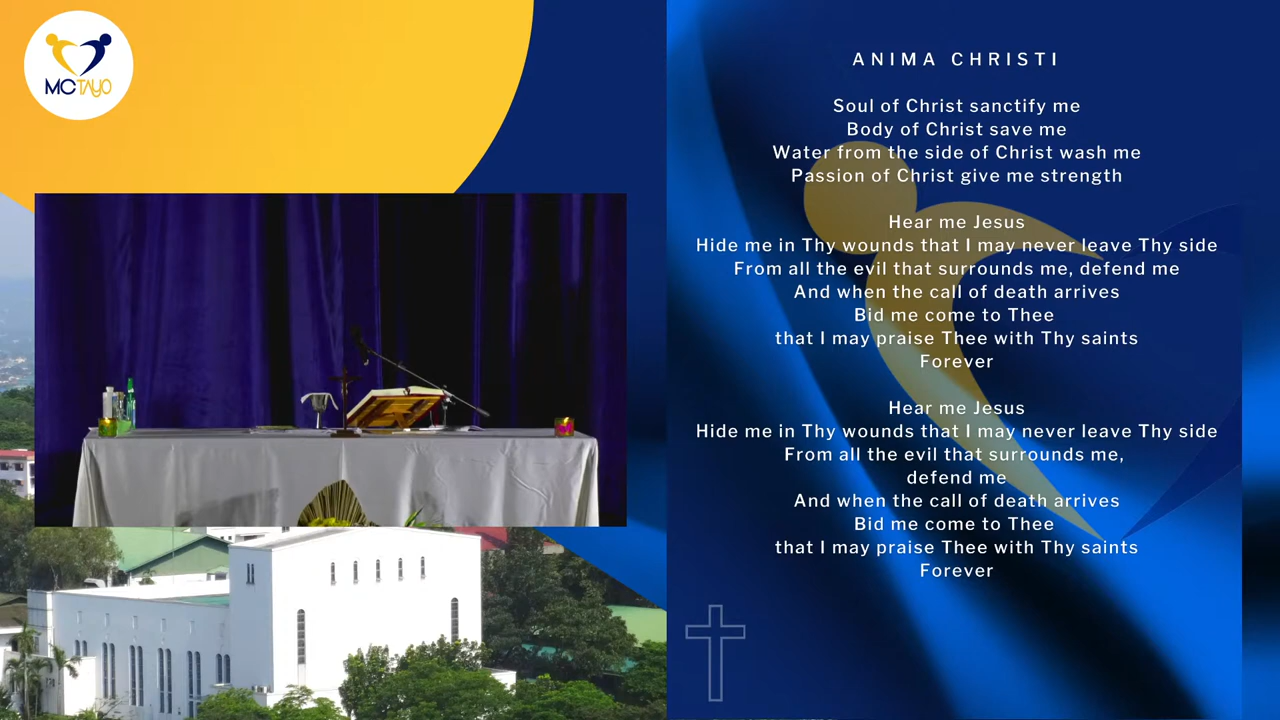 MCTAYO
ANIMA CHRISTI
Soul of Christ sanctify me
Body of Christ save me
Water from the side of Christ wash me
Passion of Christ give me strength
Hear me Jesus
Hide me in Thy wounds that I may never leave Thy side
From all the evil that surrounds me, defend me
And when the call of death arrives
Bid me come to Thee
that I may praise Thee with Thy saints
Forever
Hear me Jesus
Hide me in Thy wounds that I may never leave Thy side
From all the evil that surrounds me,
defend me
And when the call of death arrives
Bid me come to Thee
that I may praise Thee with Thy saints
Forever